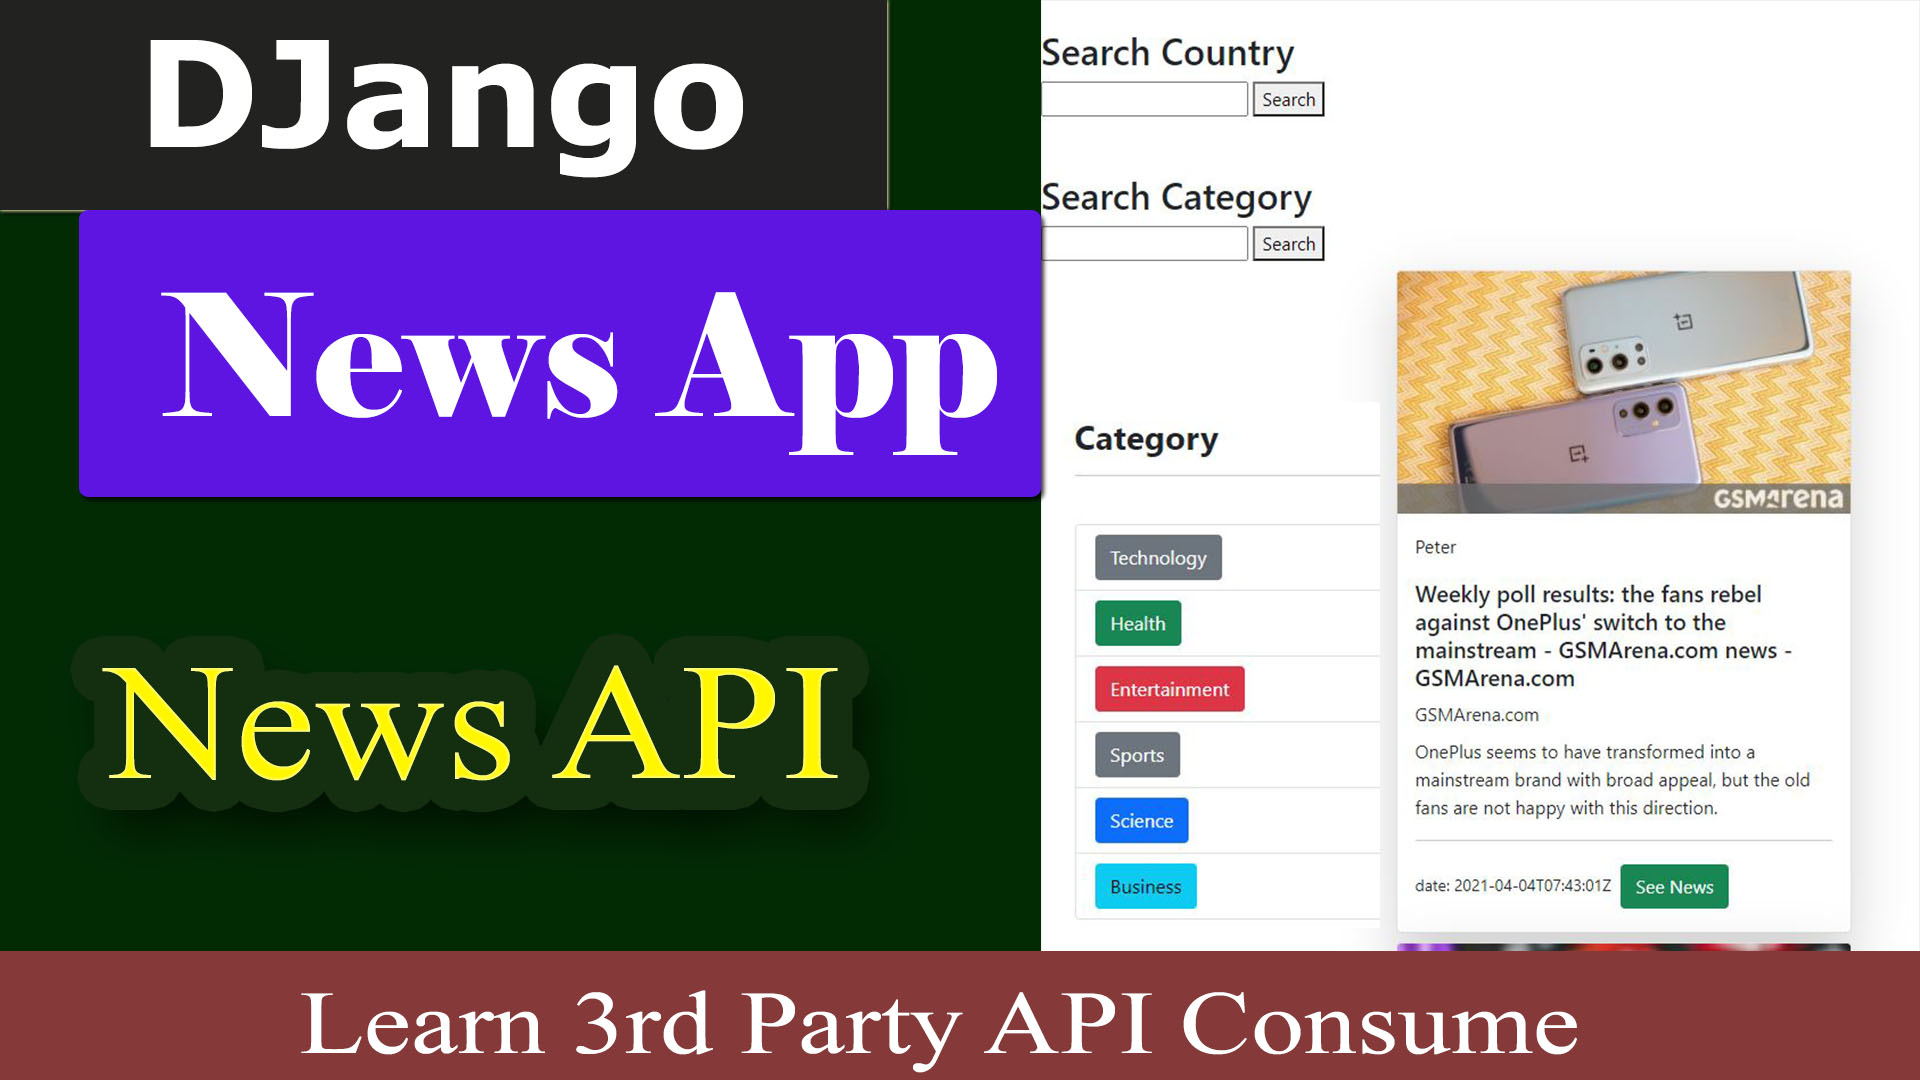 DJango
News App
News API
Search Country
Search
Search Category
Search
Category
Technology
Health
Entertainment
Sports
Science
Business
GSMArena
Peter
Weekly poll results: the fans rebel
against OnePlus' switch to the
mainstream - GSMArena.com news -
GSMArena.com
GSMArena.com
OnePlus seems to have transformed into a
mainstream brand with broad appeal, but the old
fans are not happy with this direction.
date: 2021-04-04T07:43:01Z
See News
Learn 3rd Party API Consume